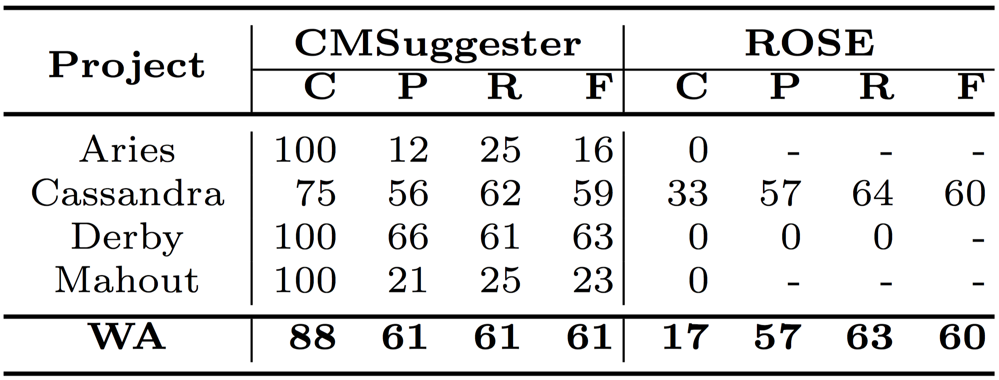 Project CMSuggester ROSE
C P R F C P R F
Aries 100 12 25 16 0 - - -
Cassandra 75 56 62 59 33 57 64 60
Derby 100 66 61 63 0 0 0 -
Mahout 100 21 25 23 0 - - -
WA 88 61 61 61 17 57 63 60